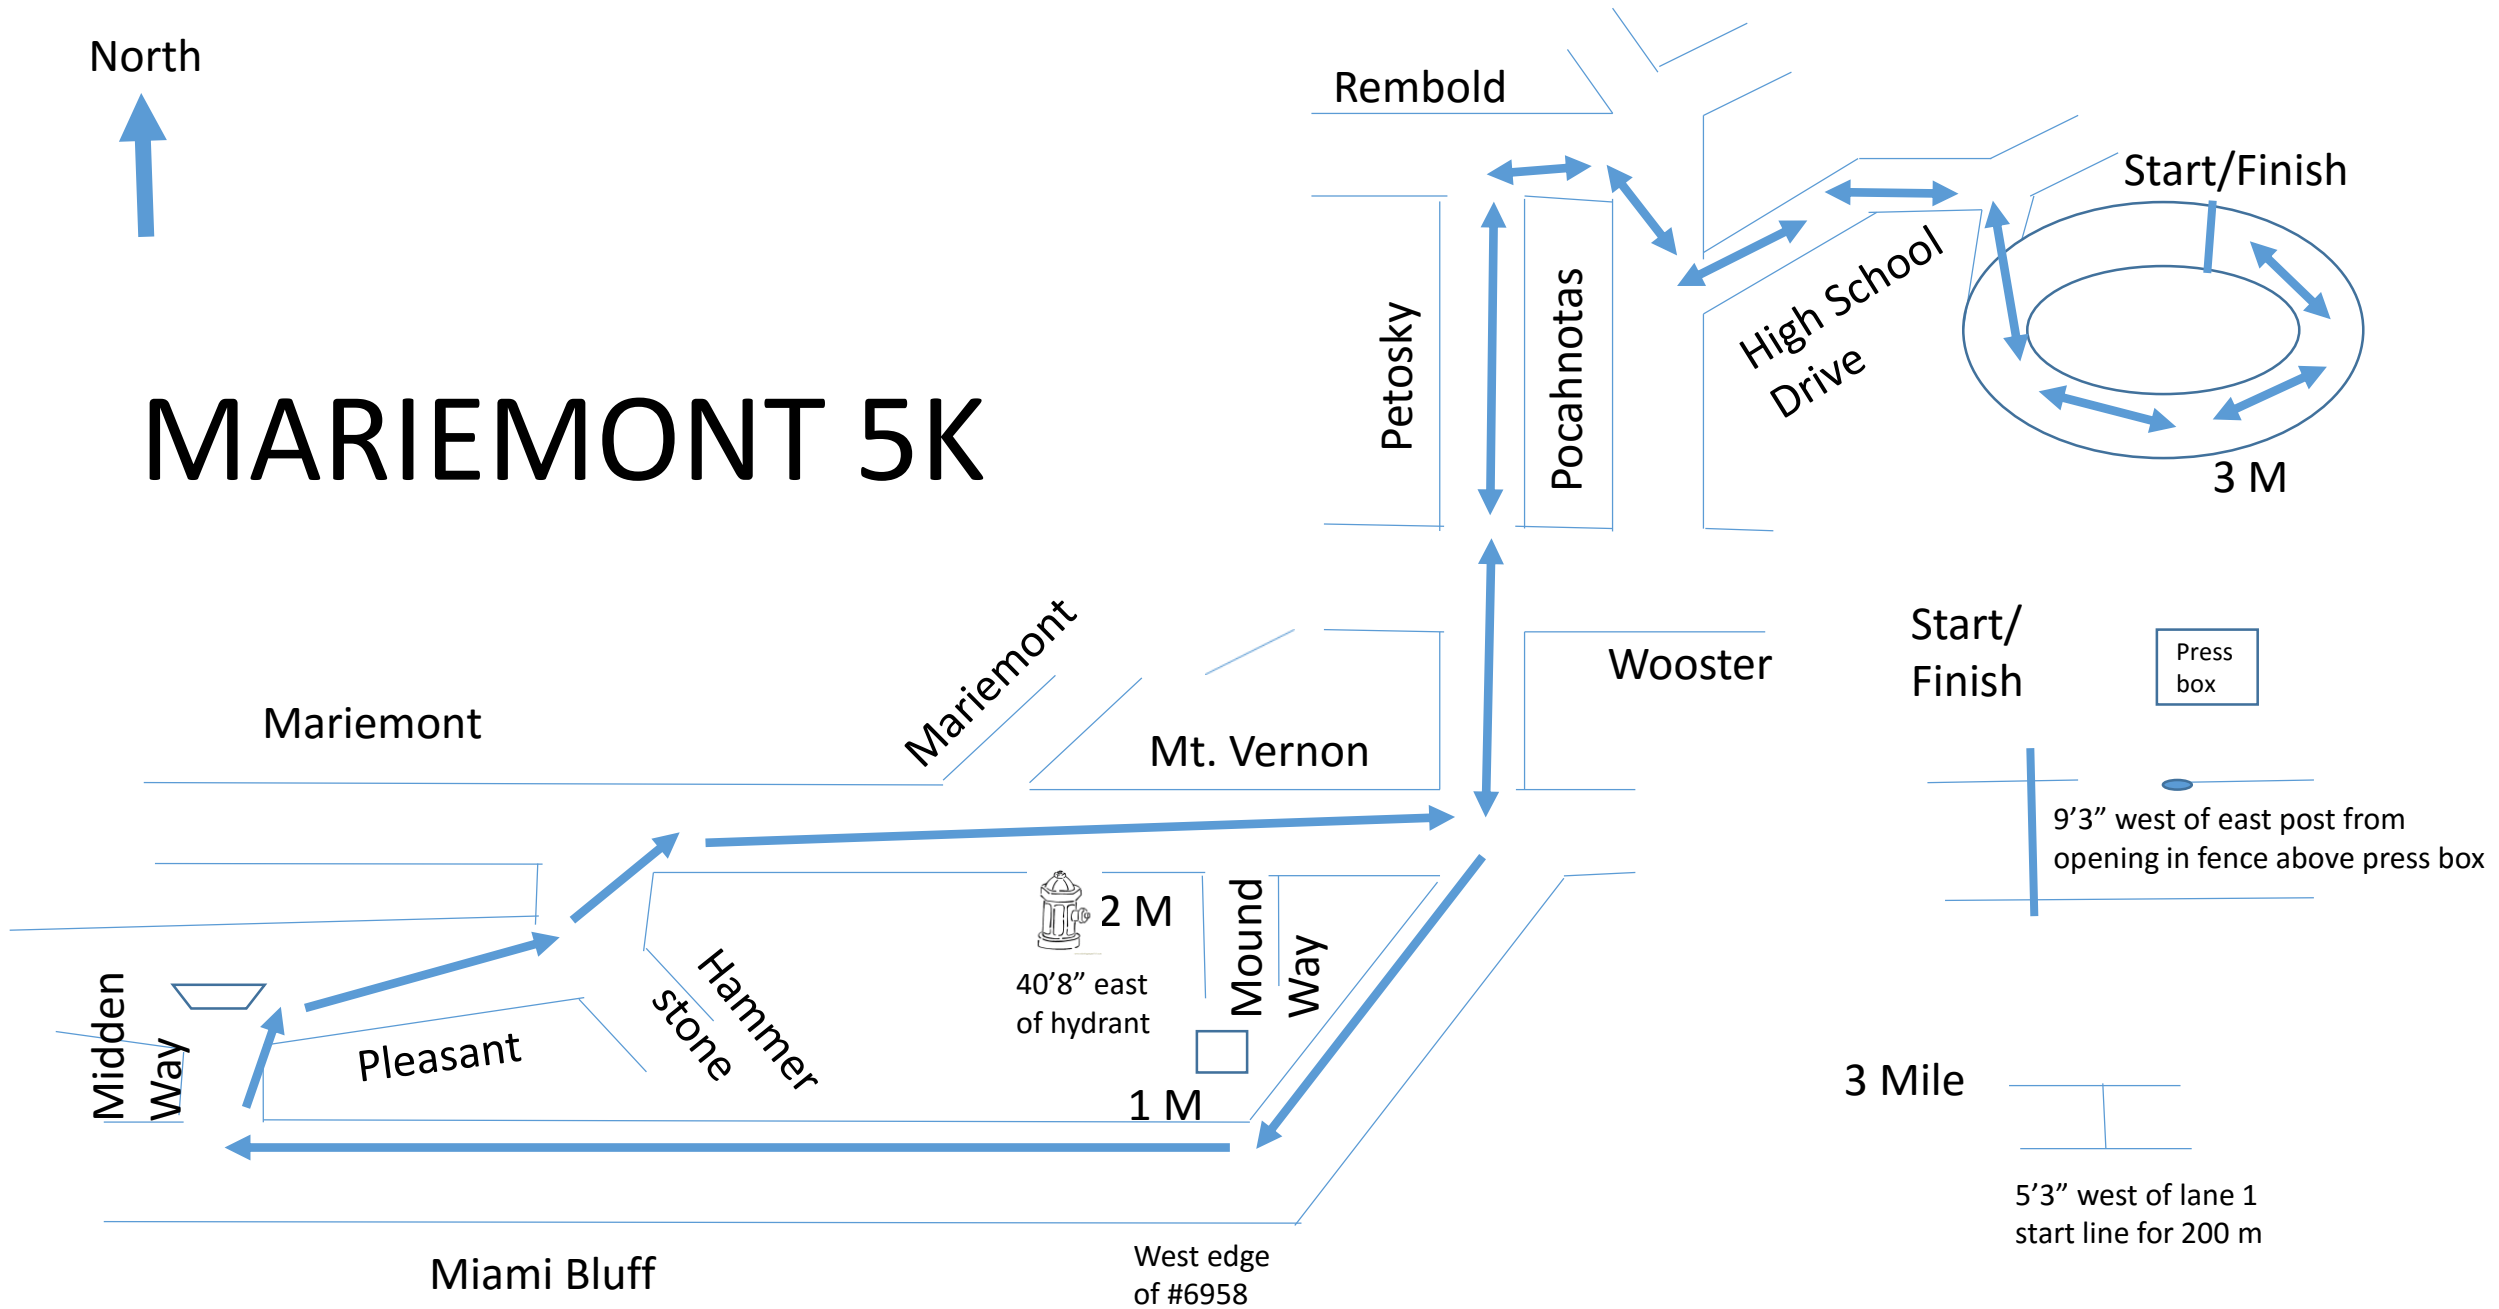 North
Rembold
Start/Finish
High School
Drive
Petosky
Pocahnotas
MARIEMONT 5K
3 M
Mariemont
Mariemont
Mt. Vernon
Wooster
Start/
Finish
Press
box
9’3” west of east post from
opening in fence above press box
2 M
40’8” east
of hydrant
Mound
Way
Hammer
stone
Midden
Way
Pleasant
1 M
3 Mile
5’3” west of lane 1
start line for 200 m
Miami Bluff
West edge
of #6958